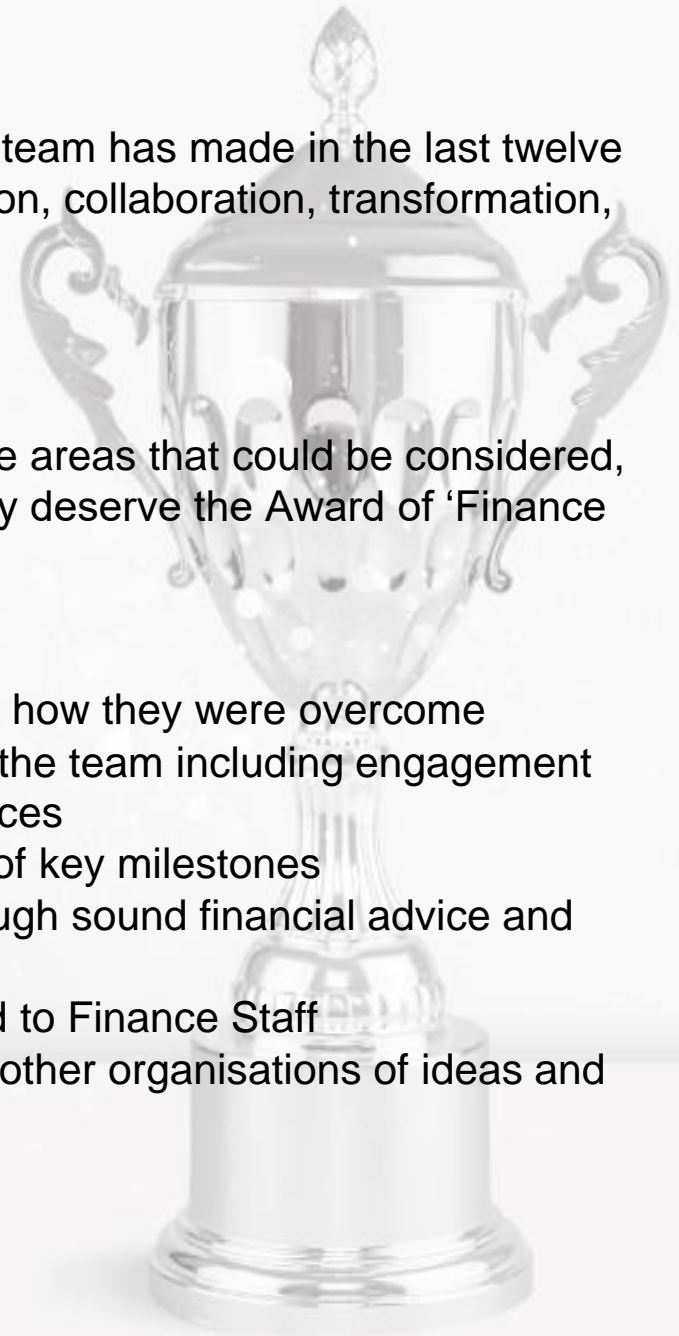 team has made in the last twelve
on, collaboration, transformation,
e areas that could be considered,
y deserve the Award of ‘Finance
how they were overcome
the team including engagement
ces
of key milestones
ugh sound financial advice and
d to Finance Staff
other organisations of ideas and